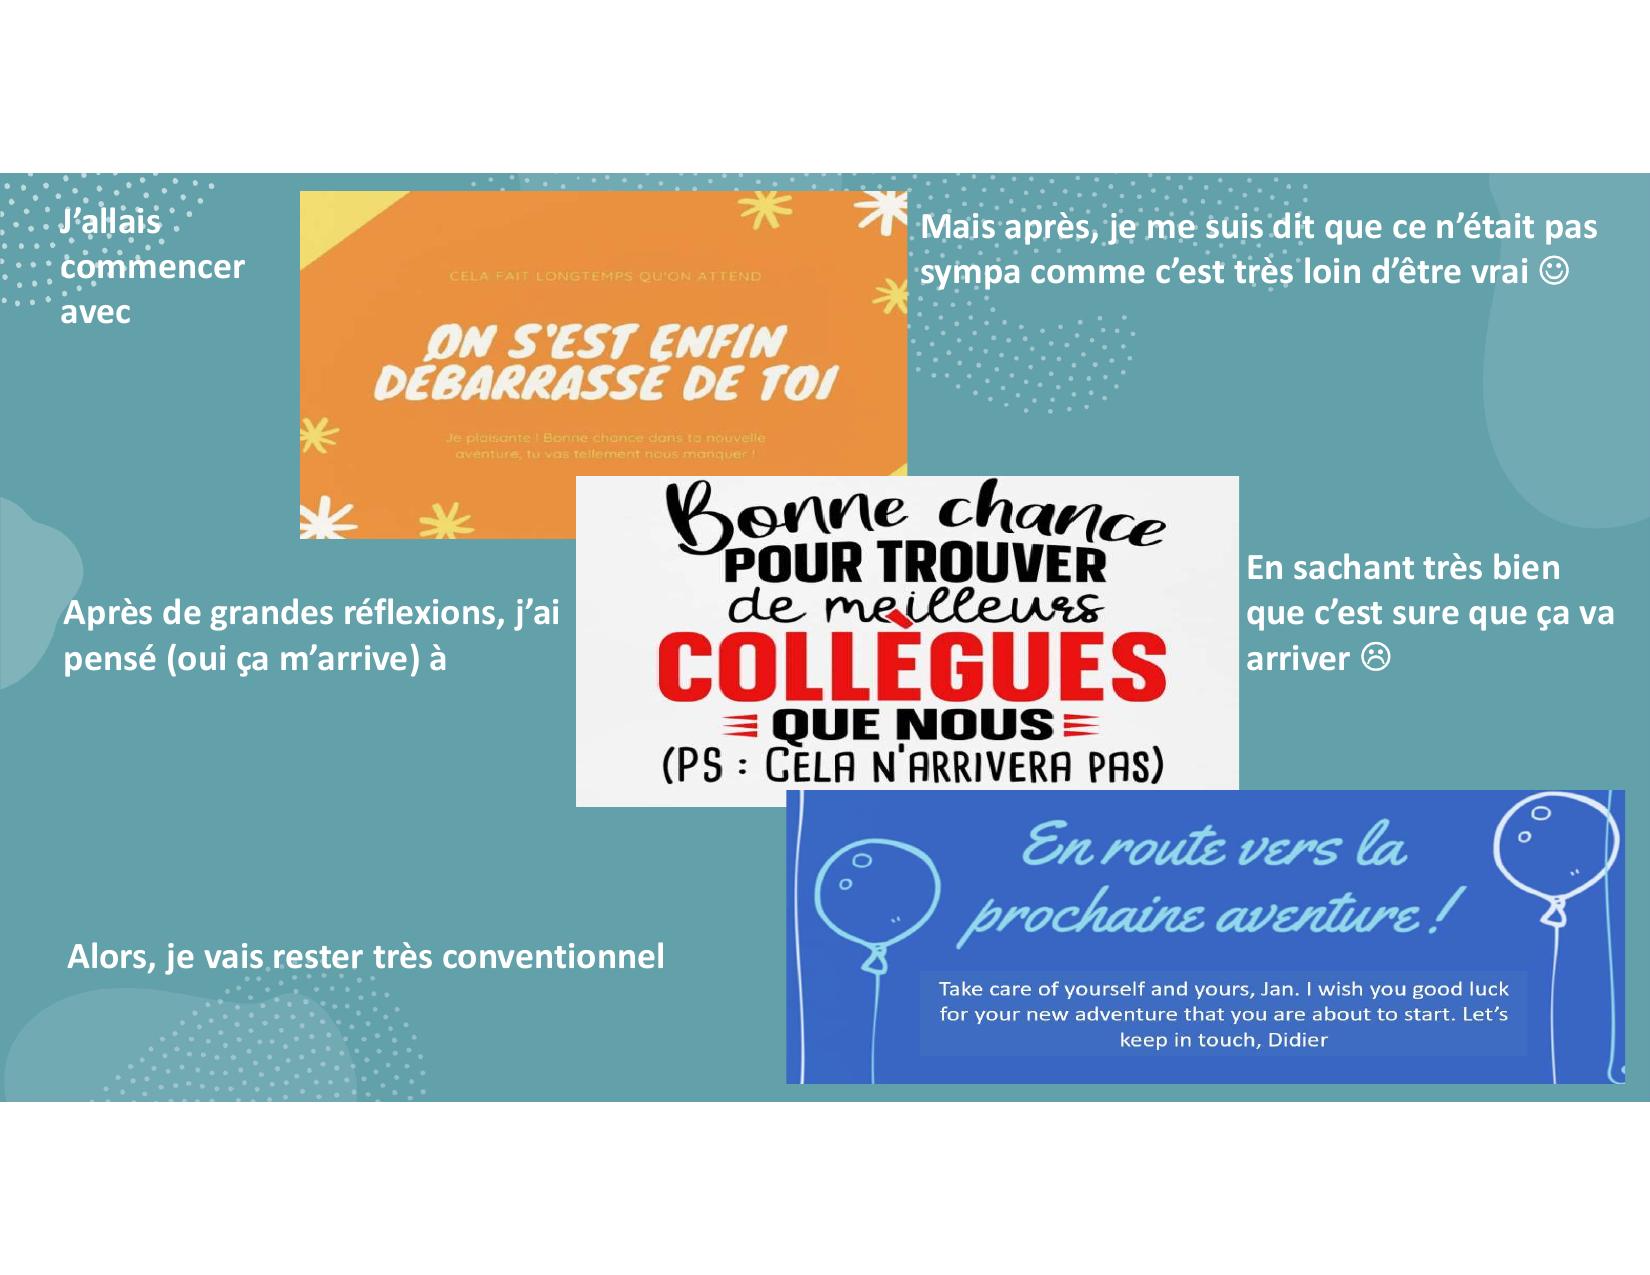 J’allais
commencer
avec
CELA FAIT LONGTEMPS QU'ON ATTEND
ON S'EST ENFIN
DÉBARRASSÉ DE TOI
Je plaisante ! Bonne chance dans ta nouvelle
aventure, tu vas tellement nous manquer !
Mais après, je me suis dit que ce n’était pas
sympa comme c’est très loin d’être vrai ☺
Après de grandes réflexions, j’ai
pensé (oui ça m’arrive) à
Bonne chance
POUR TROUVER
de meilleurs
COLLÈGUES
QUE NOUS
(PS : CELA N'ARRIVERA PAS)
En sachant très bien
que c’est sure que ça va
arriver ☹
Alors, je vais rester très conventionnel
En route vers la
prochaine aventure !
Take care of yourself and yours, Jan. I wish you good luck
for your new adventure that you are about to start. Let’s
keep in touch, Didier